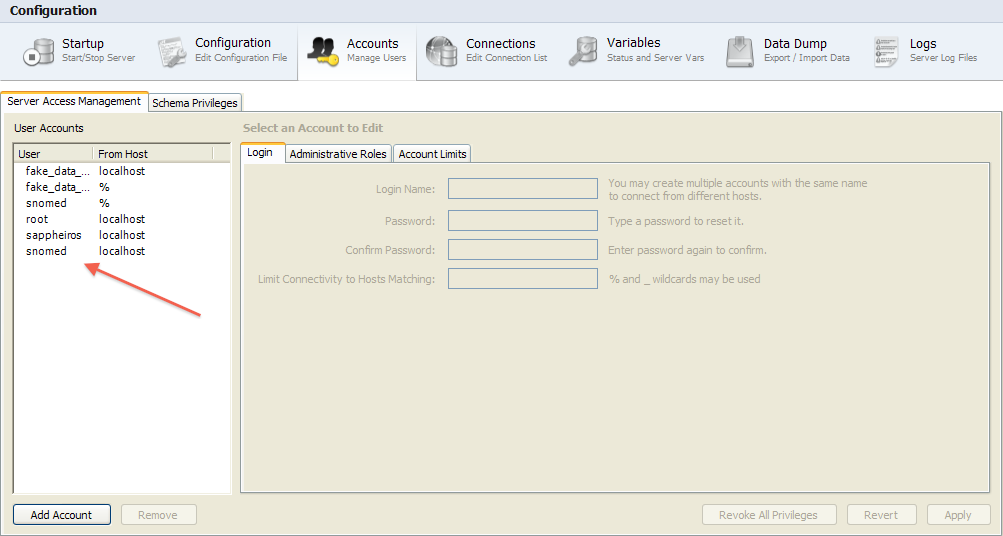 Configuration
Startup
Start/Stop Server
Configuration
Edit Configuration File
Accounts
Manage Users
Connections
Edit Connection List
Variables
Status and Server Vars
Data Dump
Export / Import Data
Logs
Server Log Files
Server Access Management
Schema Privileges
User Accounts
Select an Account to Edit
User From Host
fake_data_... localhost
fake_data_... %
snomed %
root localhost
sappheiros localhost
snomed localhost
Login
Administrative Roles
Account Limits
Login Name:
You may create multiple accounts with the same name
to connect from different hosts.
Password:
Type a password to reset it.
Confirm Password:
Enter password again to confirm.
Limit Connectivity to Hosts Matching:
% and _ wildcards may be used
Add Account
Remove
Revoke All Privileges
Revert
Apply